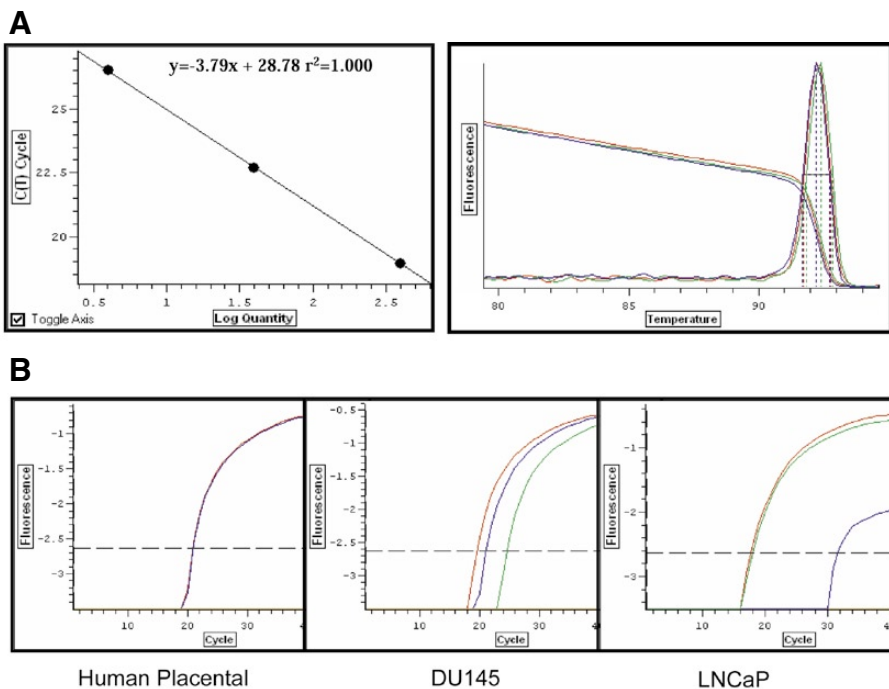 A
y=-3.79x + 28.78 r²=1.000
C(T) Cycle
25
22.5
20
0.5 1 1.5 2 2.5
Toggle Axis
Log Quantity
Fluorescence
80 85 90
Temperature
B
Fluorescence
-1
-1.5
-2
-2.5
-3
10 20 30 4
Cycle
Human Placental
Fluorescence
-0.5
-1
-1.5
-2
-2.5
-3
10 20 30 4
Cycle
DU145
Fluorescence
-1
-2
-3
10 20 30 4
Cycle
LNCaP